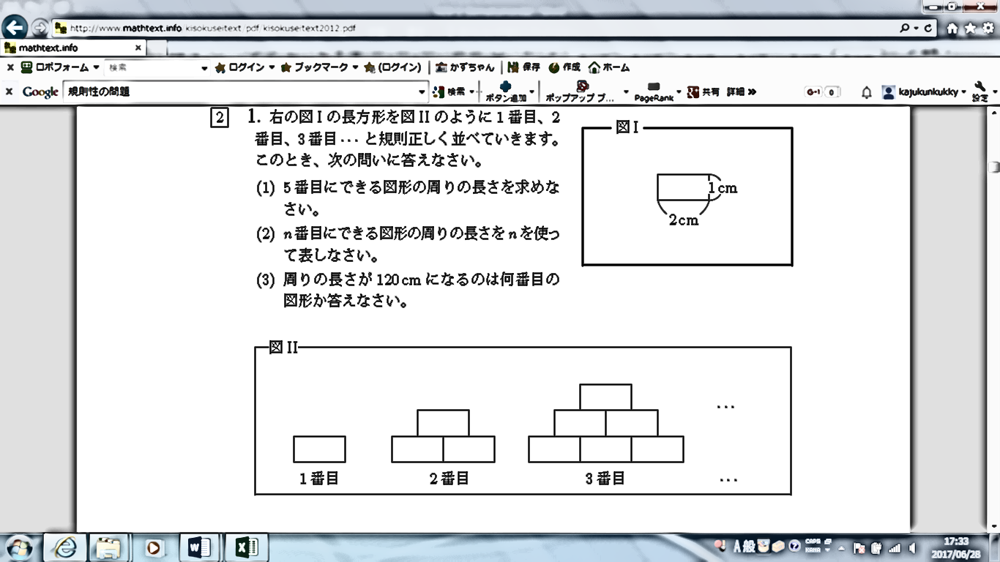 http://www.mathtext.info/kisokuseitext/pdf/kisokuseitext2012.pdf
mathtext.info
ロボフォーム 検索 ログイン ブックマーク (ログイン) かずちゃん 保存 作成 ホーム
Google 規則性の問題 検索 ボタン追加 ポップアップ ブ... PageRank 共有 詳細 >> 0 kajukunkukky 設定
2 1. 右の図 I の長方形を図 II のように 1 番目、2
番目、3 番目 ··· と規則正しく並べていきます。
このとき、次の問いに答えなさい。
(1) 5 番目にできる図形の周りの長さを求めな
さい。
(2) n 番目にできる図形の周りの長さを n を使っ
て表しなさい。
(3) 周りの長さが 120 cm になるのは何番目の
図形か答えなさい。
図 I
1 cm
2 cm
図 II
···
1 番目 2 番目 3 番目 ···
A 般 CAPS KANA 17:33
2017/06/28